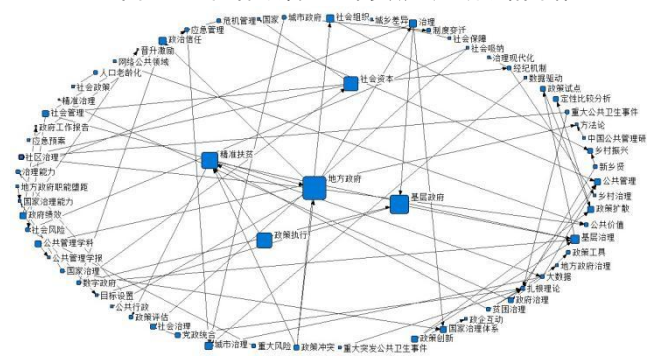 危机管理
国家
城市政府
社会组织
城乡差异
治理
应急管理
制度变迁
政治信任
社会保障
晋升激励
社会吸纳
网络公共领域
治理现代化
人口老龄化
经纪机制
社会政策
社会资本
数据驱动
政策试点
精准治理
定性比较分析
社会管理
重大公共卫生事件
政府工作报告
方法论
应急预案
中国公共管理研
社区治理
精准扶贫
乡村振兴
治理能力
新乡贤
地方政府职能
地方政府
公共管理
国家治理能力
基层政府
乡村治理
政府绩效
政策扩散
社会风险
公共价值
公共管理学科
政策执行
基层治理
公共管理学报
政策工具
国家治理
地方政府治理
数字政府
大数据
目标设置
扎根理论
公共行政
政府治理
政策评估
贫困治理
社会治理
政企互动
党政统合
国家治理体系
城市治理
重大风险
政策冲突
重大突发公共卫生事件
政策创新